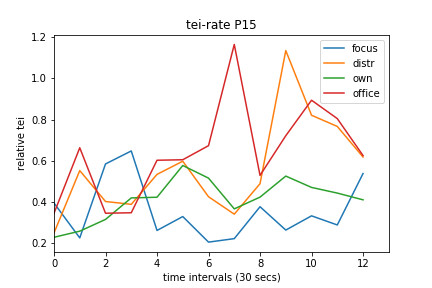 tei-rate P15
1.2
1.0
0.8
0.6
0.4
0.2
relative tei
focus
distr
own
office
0 2 4 6 8 10 12
time intervals (30 secs)